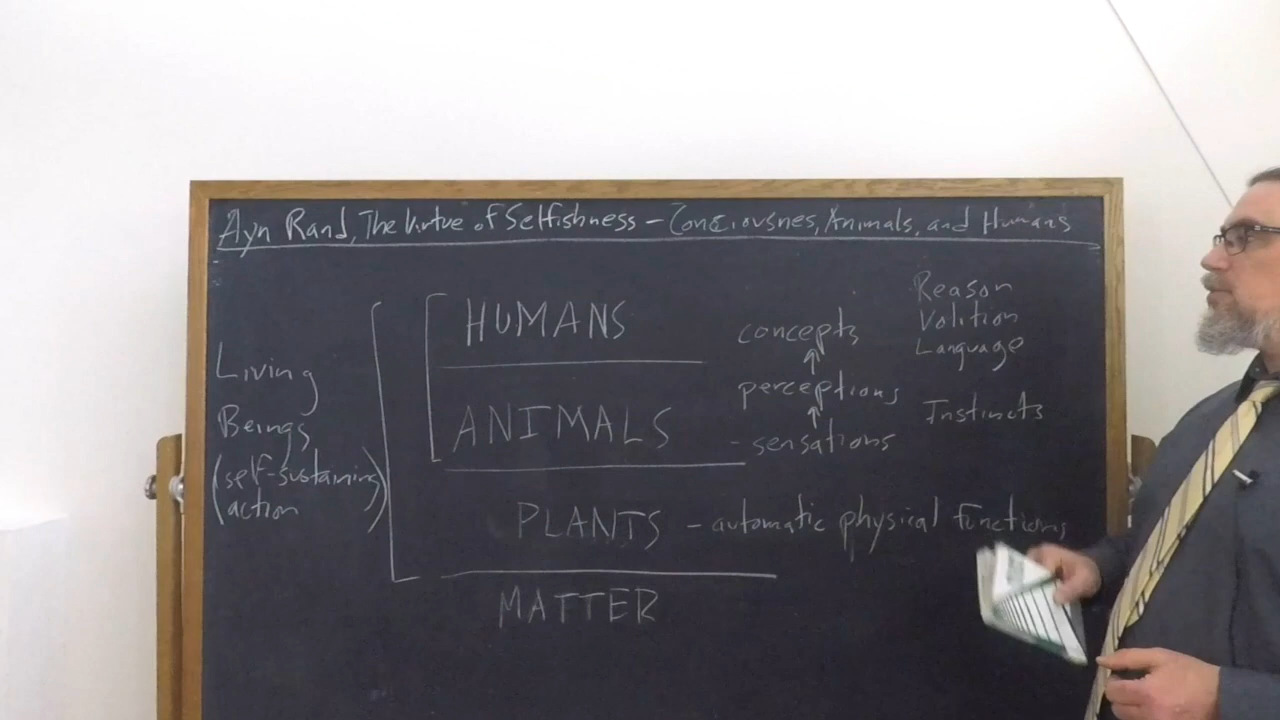 Ayn Rand, The Virtue of Selfishness – Consciousnes, Animals, and Humans
Living
Beings
(self-sustaining
action)
HUMANS
ANIMALS
PLANTS – automatic physical functions
MATTER
concepts
↑
perceptions
↑
- sensations
Reason
Volition
Language
Instincts